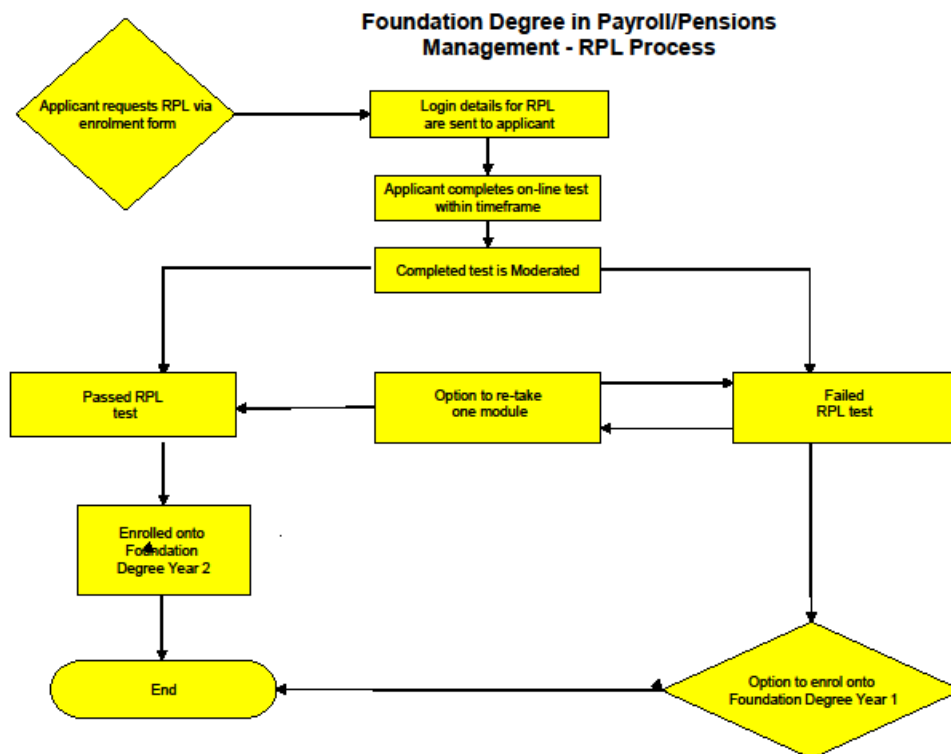 Foundation Degree in Payroll/Pensions
Management - RPL Process
Applicant requests RPL via
enrolment form
Login details for RPL
are sent to applicant
Applicant completes on-line test
within timeframe
Completed test is Moderated
Passed RPL
test
Option to re-take
one module
Failed
RPL test
Enrolled onto
Foundation
Degree Year 2
End
Option to enrol onto
Foundation Degree Year 1